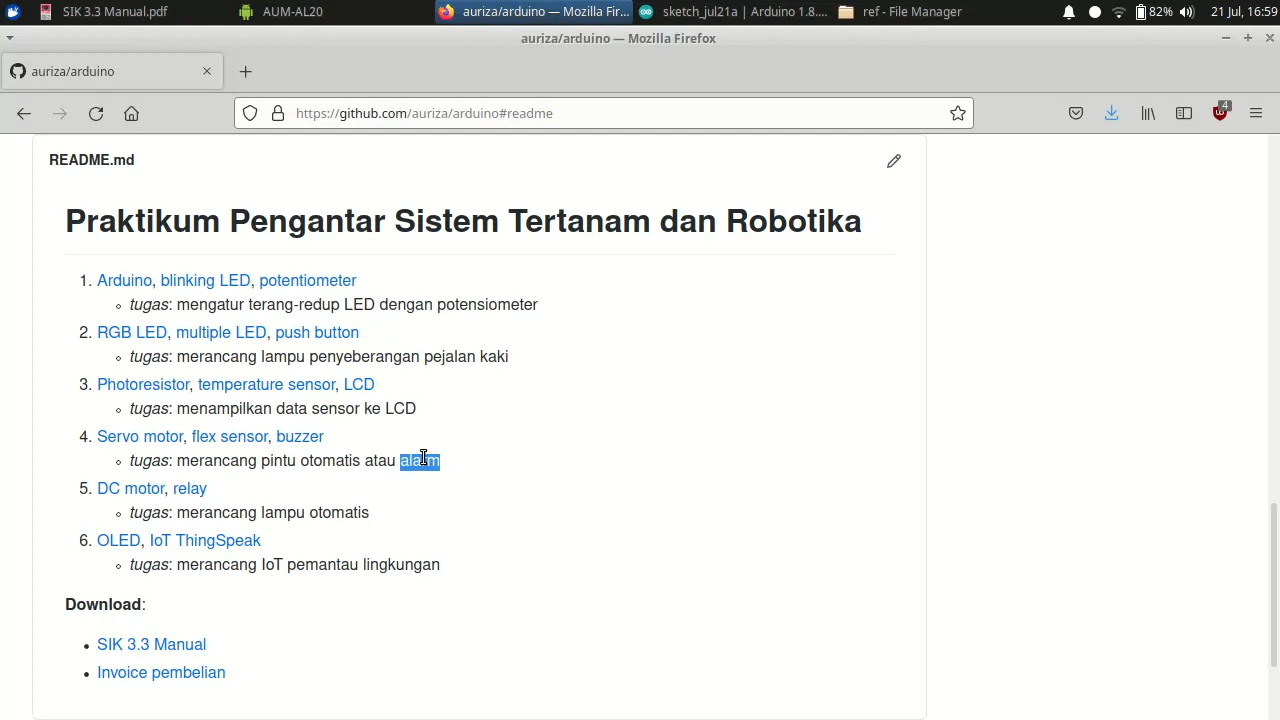 SIK 3.3 Manual.pdf
AUM-AL20
auriza/arduino — Mozilla Fir...
sketch_jul21a | Arduino 1.8....
ref - File Manager
82%
21 Jul, 16:59
auriza/arduino — Mozilla Firefox
auriza/arduino
https://github.com/auriza/arduino#readme
4
README.md
Praktikum Pengantar Sistem Tertanam dan Robotika
1. Arduino, blinking LED, potentiometer
tugas: mengatur terang-redup LED dengan potensiometer
2. RGB LED, multiple LED, push button
tugas: merancang lampu penyeberangan pejalan kaki
3. Photoresistor, temperature sensor, LCD
tugas: menampilkan data sensor ke LCD
4. Servo motor, flex sensor, buzzer
tugas: merancang pintu otomatis atau alarm
5. DC motor, relay
tugas: merancang lampu otomatis
6. OLED, IoT ThingSpeak
tugas: merancang IoT pemantau lingkungan
Download:
SIK 3.3 Manual
Invoice pembelian